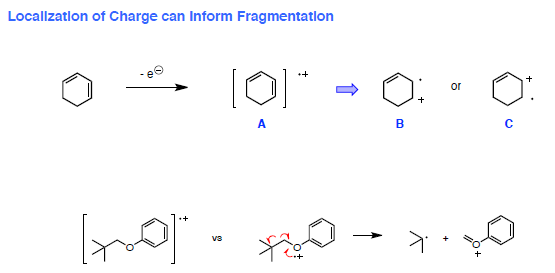 Localization of Charge can Inform Fragmentation
- e⊖
·+
· + or + ·
A B C
·+
O vs O ·+ · + O +